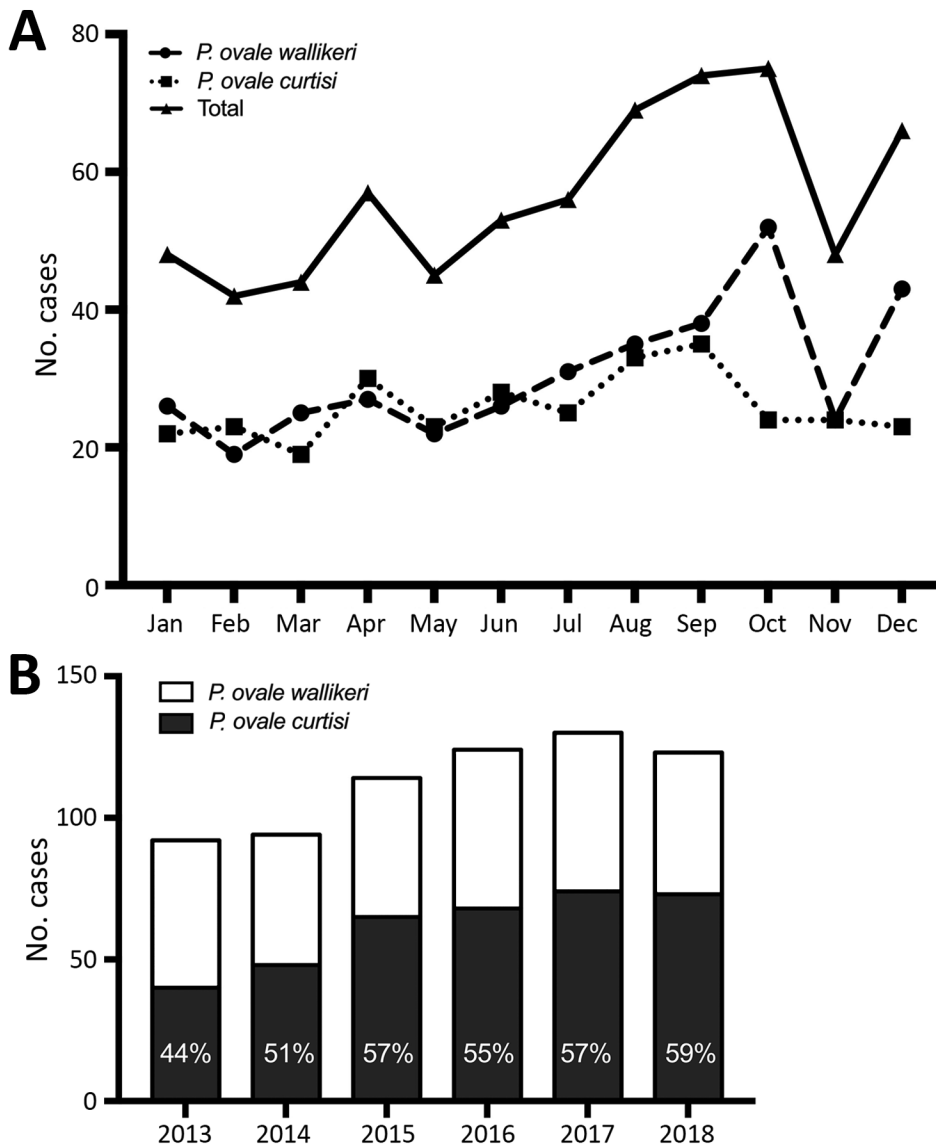 A
80
60
40
20
0
No. cases
P. ovale wallikeri
P. ovale curtisi
Total
Jan Feb Mar Apr May Jun Jul Aug Sep Oct Nov Dec
B
150
100
50
0
No. cases
P. ovale wallikeri
P. ovale curtisi
44% 51% 57% 55% 57% 59%
2013 2014 2015 2016 2017 2018